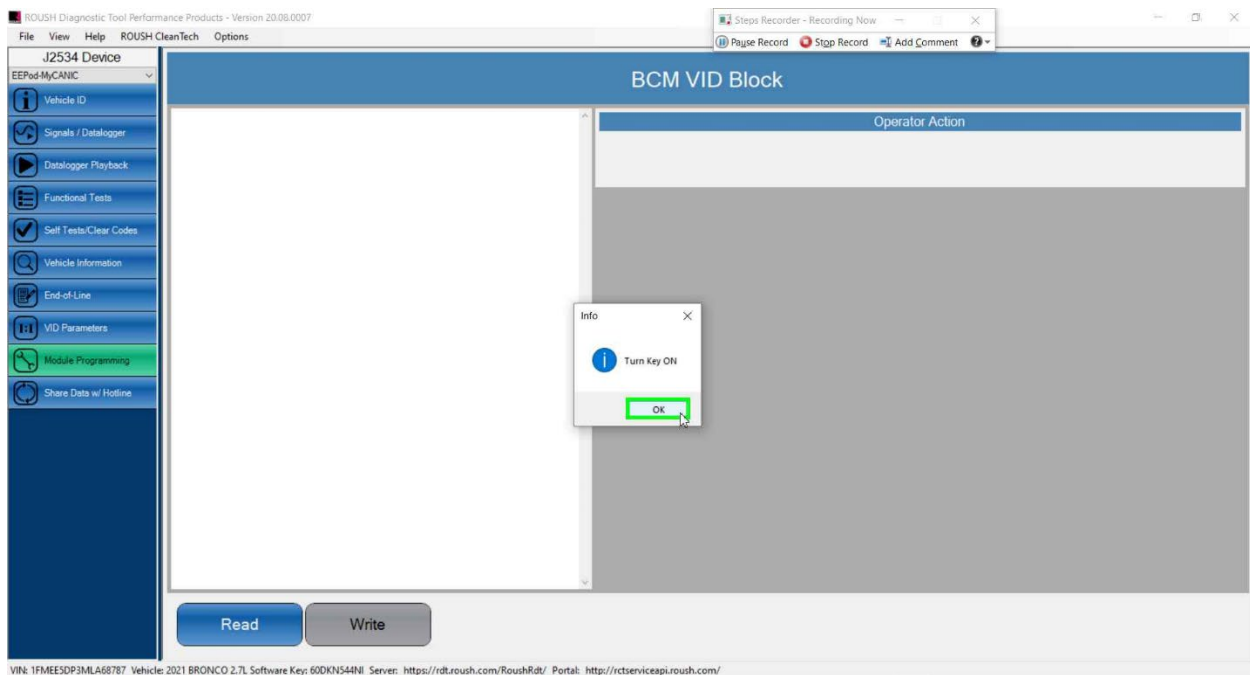 ROUSH Diagnostic Tool Performance Products - Version 20.08.0007
Steps Recorder - Recording Now
File View Help ROUSH CleanTech Options
Pause Record Stop Record Add Comment
J2534 Device
EEPod-MyCANIC
BCM VID Block
Vehicle ID
Operator Action
Signals / Datalogger
Datalogger Playback
Functional Tests
Self Tests/Clear Codes
Vehicle Information
End-of-Line
Info
VID Parameters
Turn Key ON
Module Programming
Share Data w/ Hotline
OK
Read Write
VIN: 1FMEE5DP3MLA68787 Vehicle: 2021 BRONCO 2.7L Software Key: 60DKN544NI Server: https://rdt.roush.com/RoushRdt/ Portal: http://rctserviceapi.roush.com/